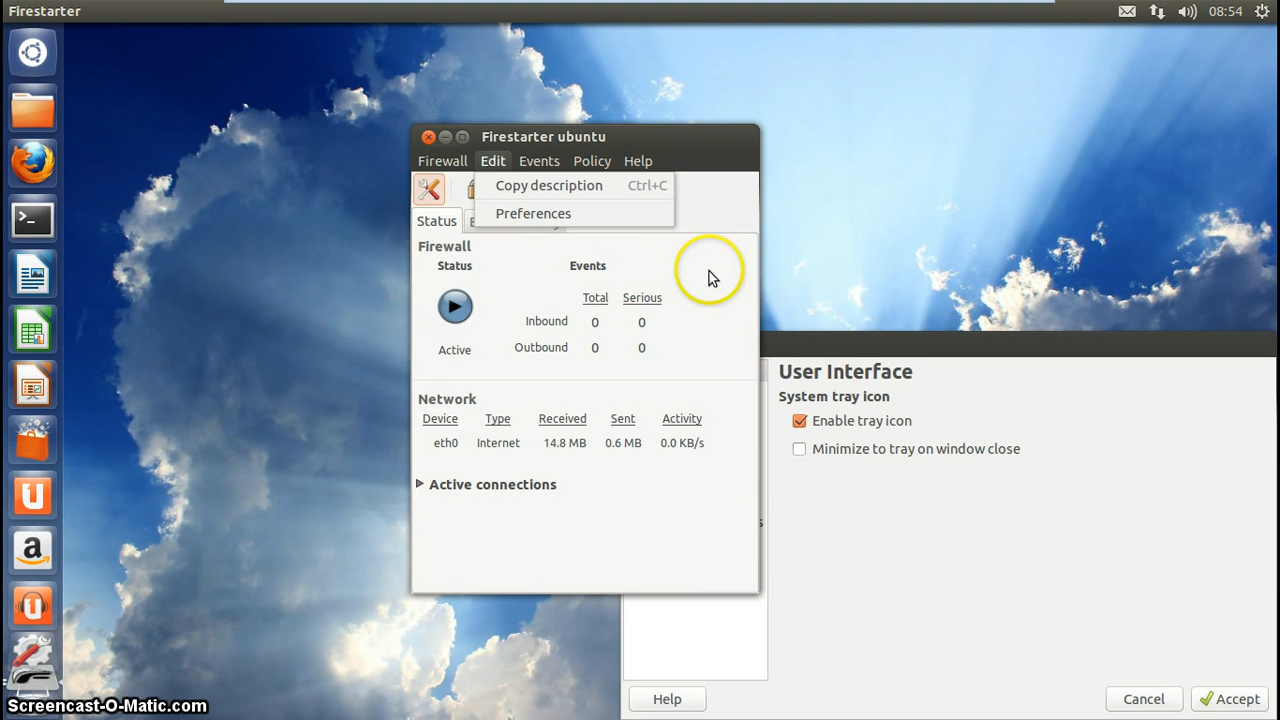 Firestarter
08:54
Firestarter ubuntu
Firewall Edit Events Policy Help
Copy description Ctrl+C
Preferences
Status
Firewall
Status Events
Total Serious
Inbound 0 0
Outbound 0 0
Active
Network
Device Type Received Sent Activity
eth0 Internet 14.8 MB 0.6 MB 0.0 KB/s
Active connections
User Interface
System tray icon
Enable tray icon
Minimize to tray on window close
Help Cancel Accept
Screencast-O-Matic.com